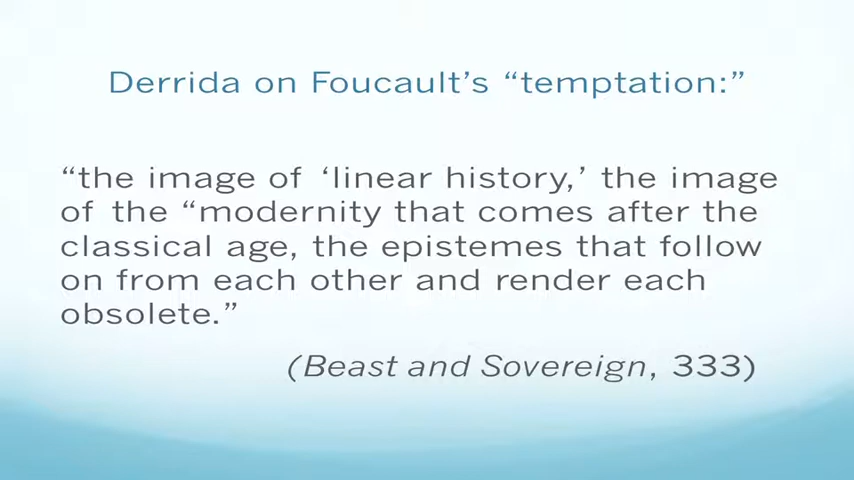 Derrida on Foucault’s “temptation:”
“the image of ‘linear history,’ the image
of the “modernity that comes after the
classical age, the epistemes that follow
on from each other and render each
obsolete.”
(Beast and Sovereign, 333)